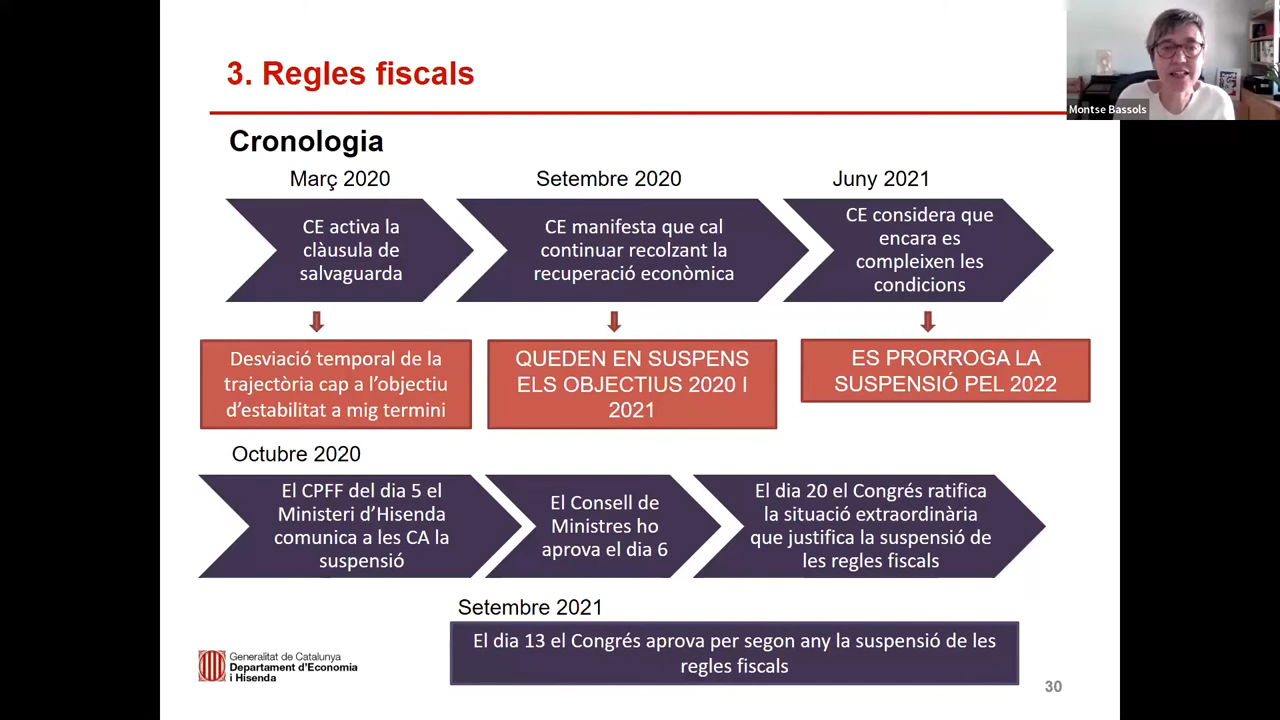 3. Regles fiscals
Montse Bassols
Cronologia
Març 2020
Setembre 2020
Juny 2021
CE activa la
clàusula de
salvaguarda
CE manifesta que cal
continuar recolzant la
recuperació econòmica
CE considera que
encara es
compleixen les
condicions
Desviació temporal de la
trajectòria cap a l’objectiu
d’estabilitat a mig termini
QUEDEN EN SUSPENS
ELS OBJECTIUS 2020 I
2021
ES PRORROGA LA
SUSPENSIÓ PEL 2022
Octubre 2020
El CPFF del dia 5 el
Ministeri d’Hisenda
comunica a les CA la
suspensió
El Consell de
Ministres ho
aprova el dia 6
El dia 20 el Congrés ratifica
la situació extraordinària
que justifica la suspensió de
les regles fiscals
Setembre 2021
El dia 13 el Congrés aprova per segon any la suspensió de les
regles fiscals
Generalitat de Catalunya
Departament d’Economia
i Hisenda
30